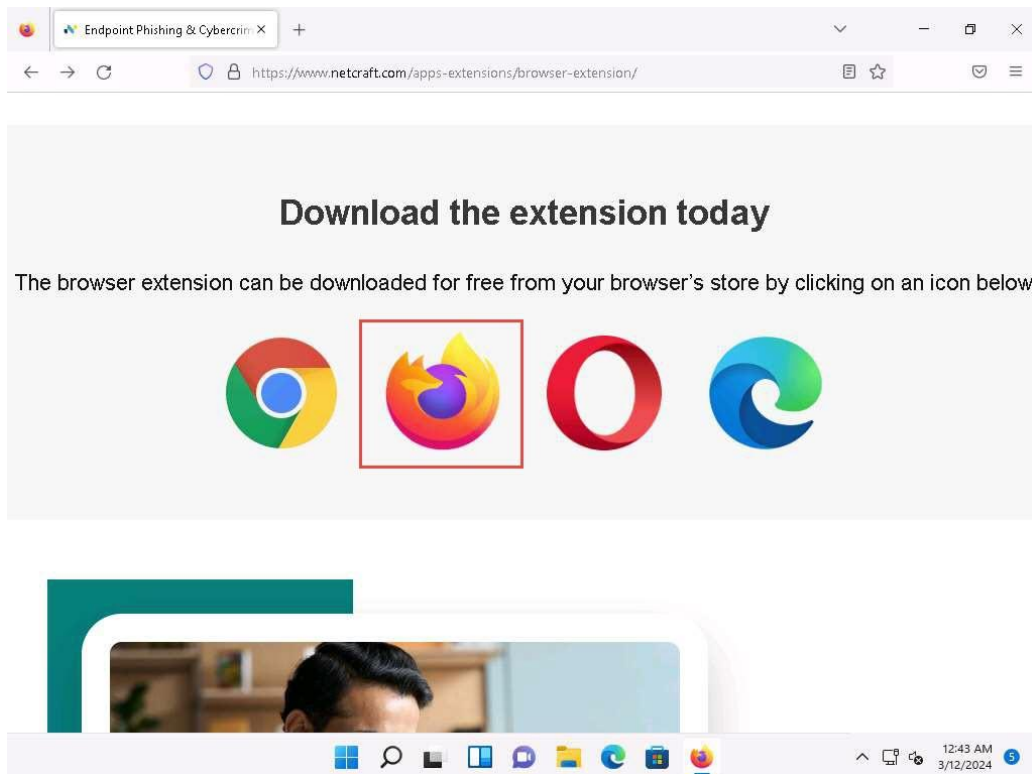 Endpoint Phishing & Cybercrim
https://www.netcraft.com/apps-extensions/browser-extension/
Download the extension today
The browser extension can be downloaded for free from your browser's store by clicking on an icon below
12:43 AM
3/12/2024
5